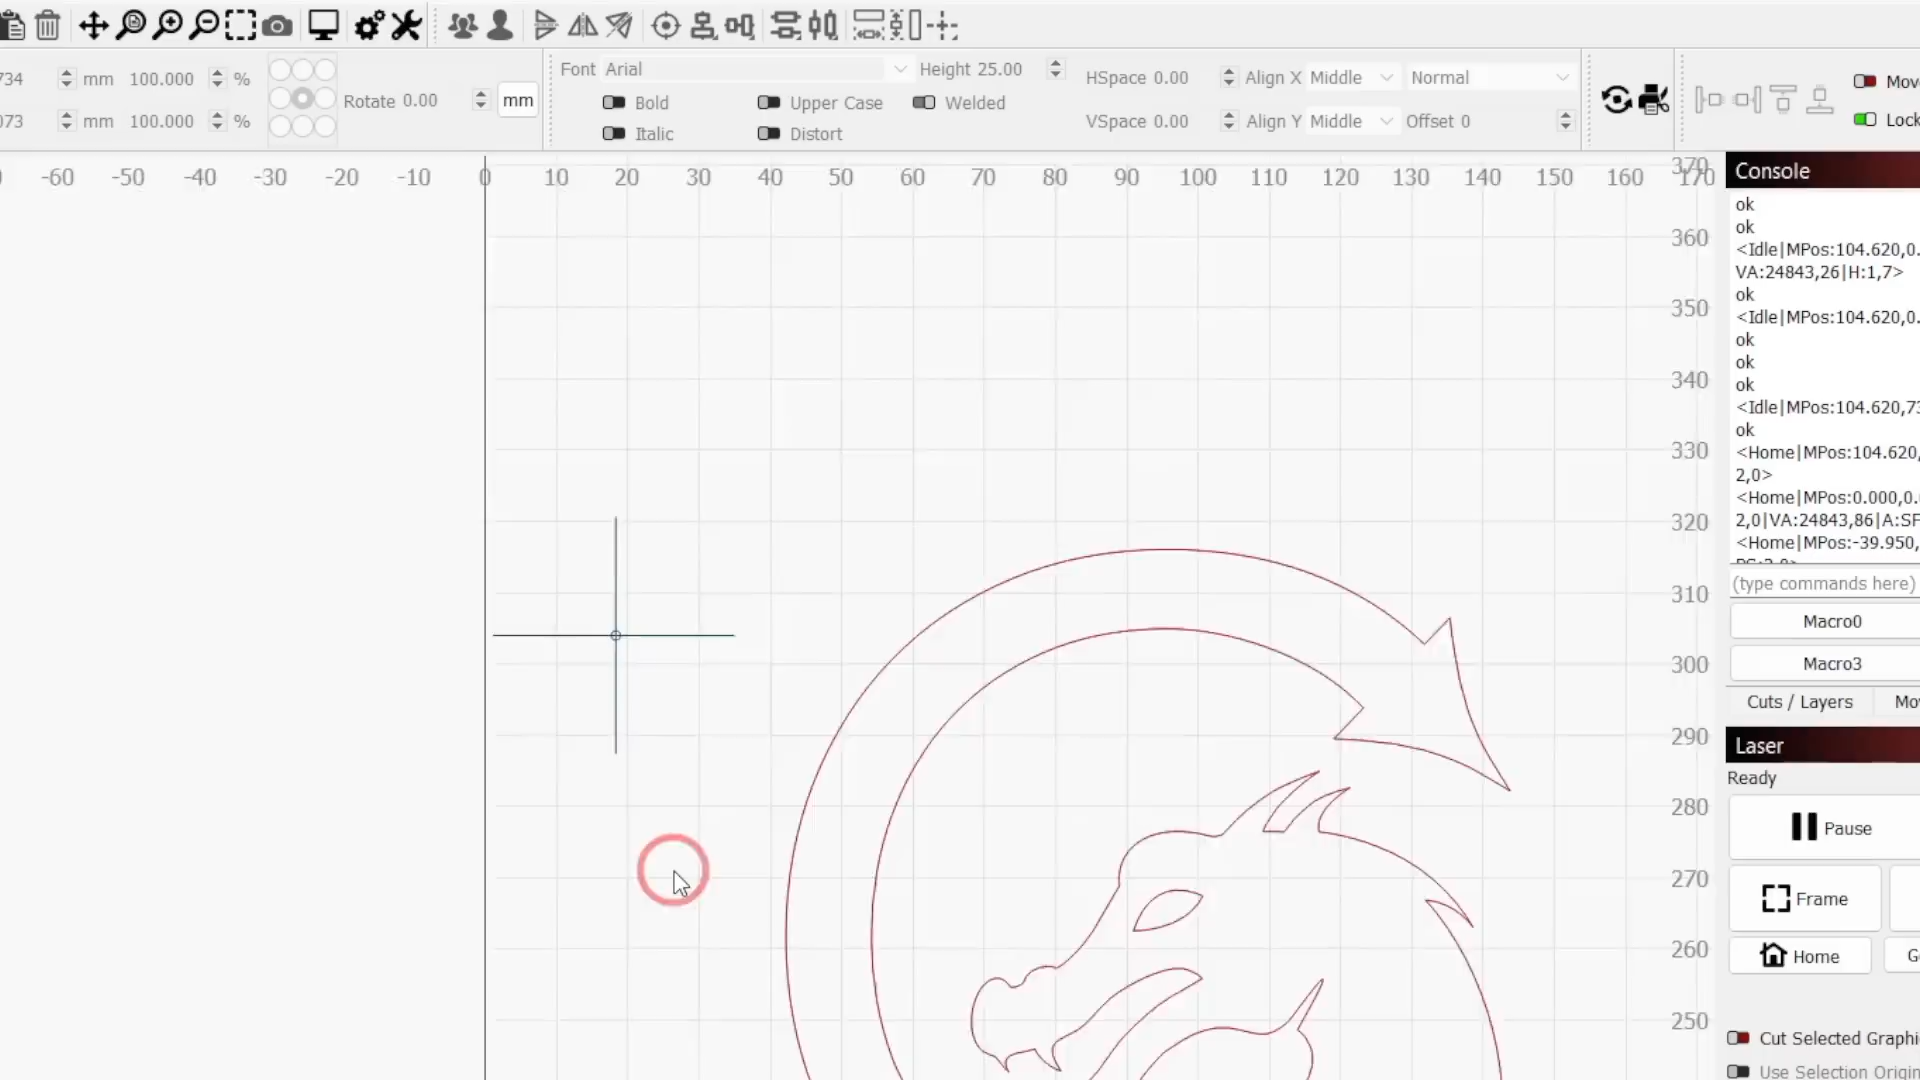 734 mm 100.000 %
073 mm 100.000 %
Rotate 0.00 mm
Font Arial Height 25.00
Bold Upper Case Welded
Italic Distort
HSpace 0.00 Align X Middle Normal
VSpace 0.00 Align Y Middle Offset 0
Move
Lock
-60 -50 -40 -30 -20 -10 0 10 20 30 40 50 60 70 80 90 100 110 120 130 140 150 160 170
370
360
350
340
330
320
310
300
290
280
270
260
250
Console
ok
ok
<Idle|MPos:104.620,0.
VA:24843,26|H:1,7>
ok
<Idle|MPos:104.620,0.
ok
ok
ok
<Idle|MPos:104.620,73
ok
<Home|MPos:104.620,
2,0>
<Home|MPos:0.000,0.
2,0|VA:24843,86|A:SF
<Home|MPos:-39.950,
(type commands here)
Macro0
Macro3
Cuts / Layers Mov
Laser
Ready
Pause
Frame
Home G
Cut Selected Graphi
Use Selection Origin